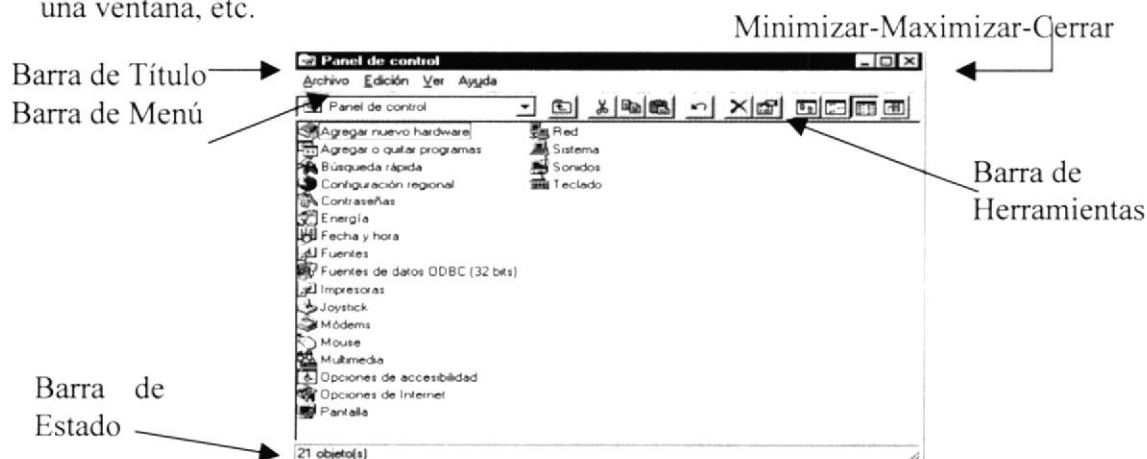 una ventana, etc.
Minimizar-Maximizar-Cerrar
Barra de Título
Barra de Menú
Panel de control
Archivo Edición Ver Ayuda
Panel de control
Agregar nuevo hardware
Agregar o quitar programas
Búsqueda rápida
Configuración regional
Contraseñas
Energía
Fecha y hora
Fuentes
Fuentes de datos ODBC (32 bits)
Impresoras
Joystick
Módems
Mouse
Multimedia
Opciones de accesibilidad
Opciones de Internet
Pantalla
Red
Sistema
Sonidos
Teclado
Barra de
Herramientas
Barra de
Estado
21 objeto(s)